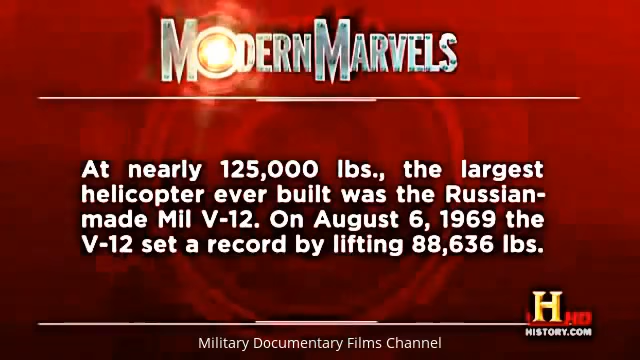 MODERN MARVELS
At nearly 125,000 lbs., the largest
helicopter ever built was the Russian-
made Mil V-12. On August 6, 1969 the
V-12 set a record by lifting 88,636 lbs.
H HD
HISTORY.COM
Military Documentary Films Channel